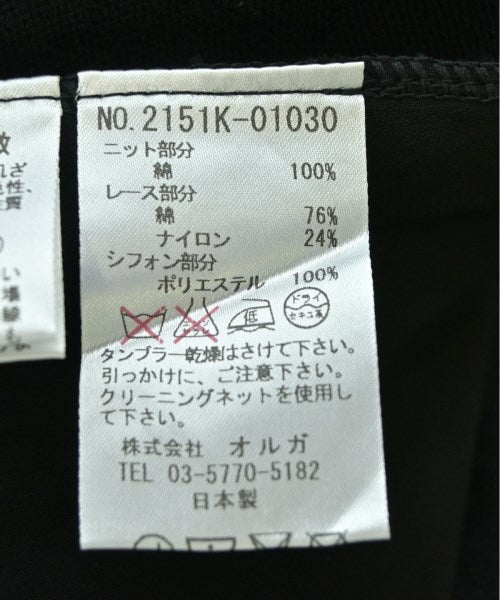 NO.2151K-01030
ニット部分
綿 100%
レース部分
綿 76%
ナイロン 24%
シフォン部分
ポリエステル 100%
低
ドライ
セキユ系
タンブラー乾燥はさけて下さい。
引っかけに、ご注意下さい。
クリーニングネットを使用し
て下さい。
株式会社 オルガ
TEL 03-5770-5182
日本製